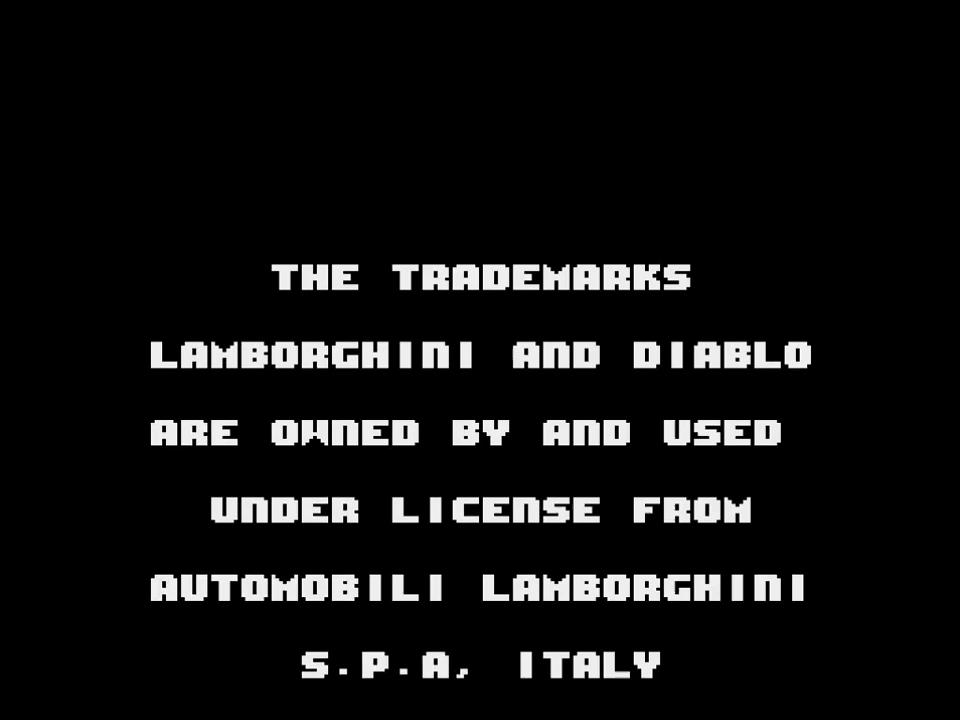 THE TRADEMARKS
LAMBORGHINI AND DIABLO
ARE OWNED BY AND USED
UNDER LICENSE FROM
AUTOMOBILI LAMBORGHINI
S.P.A, ITALY